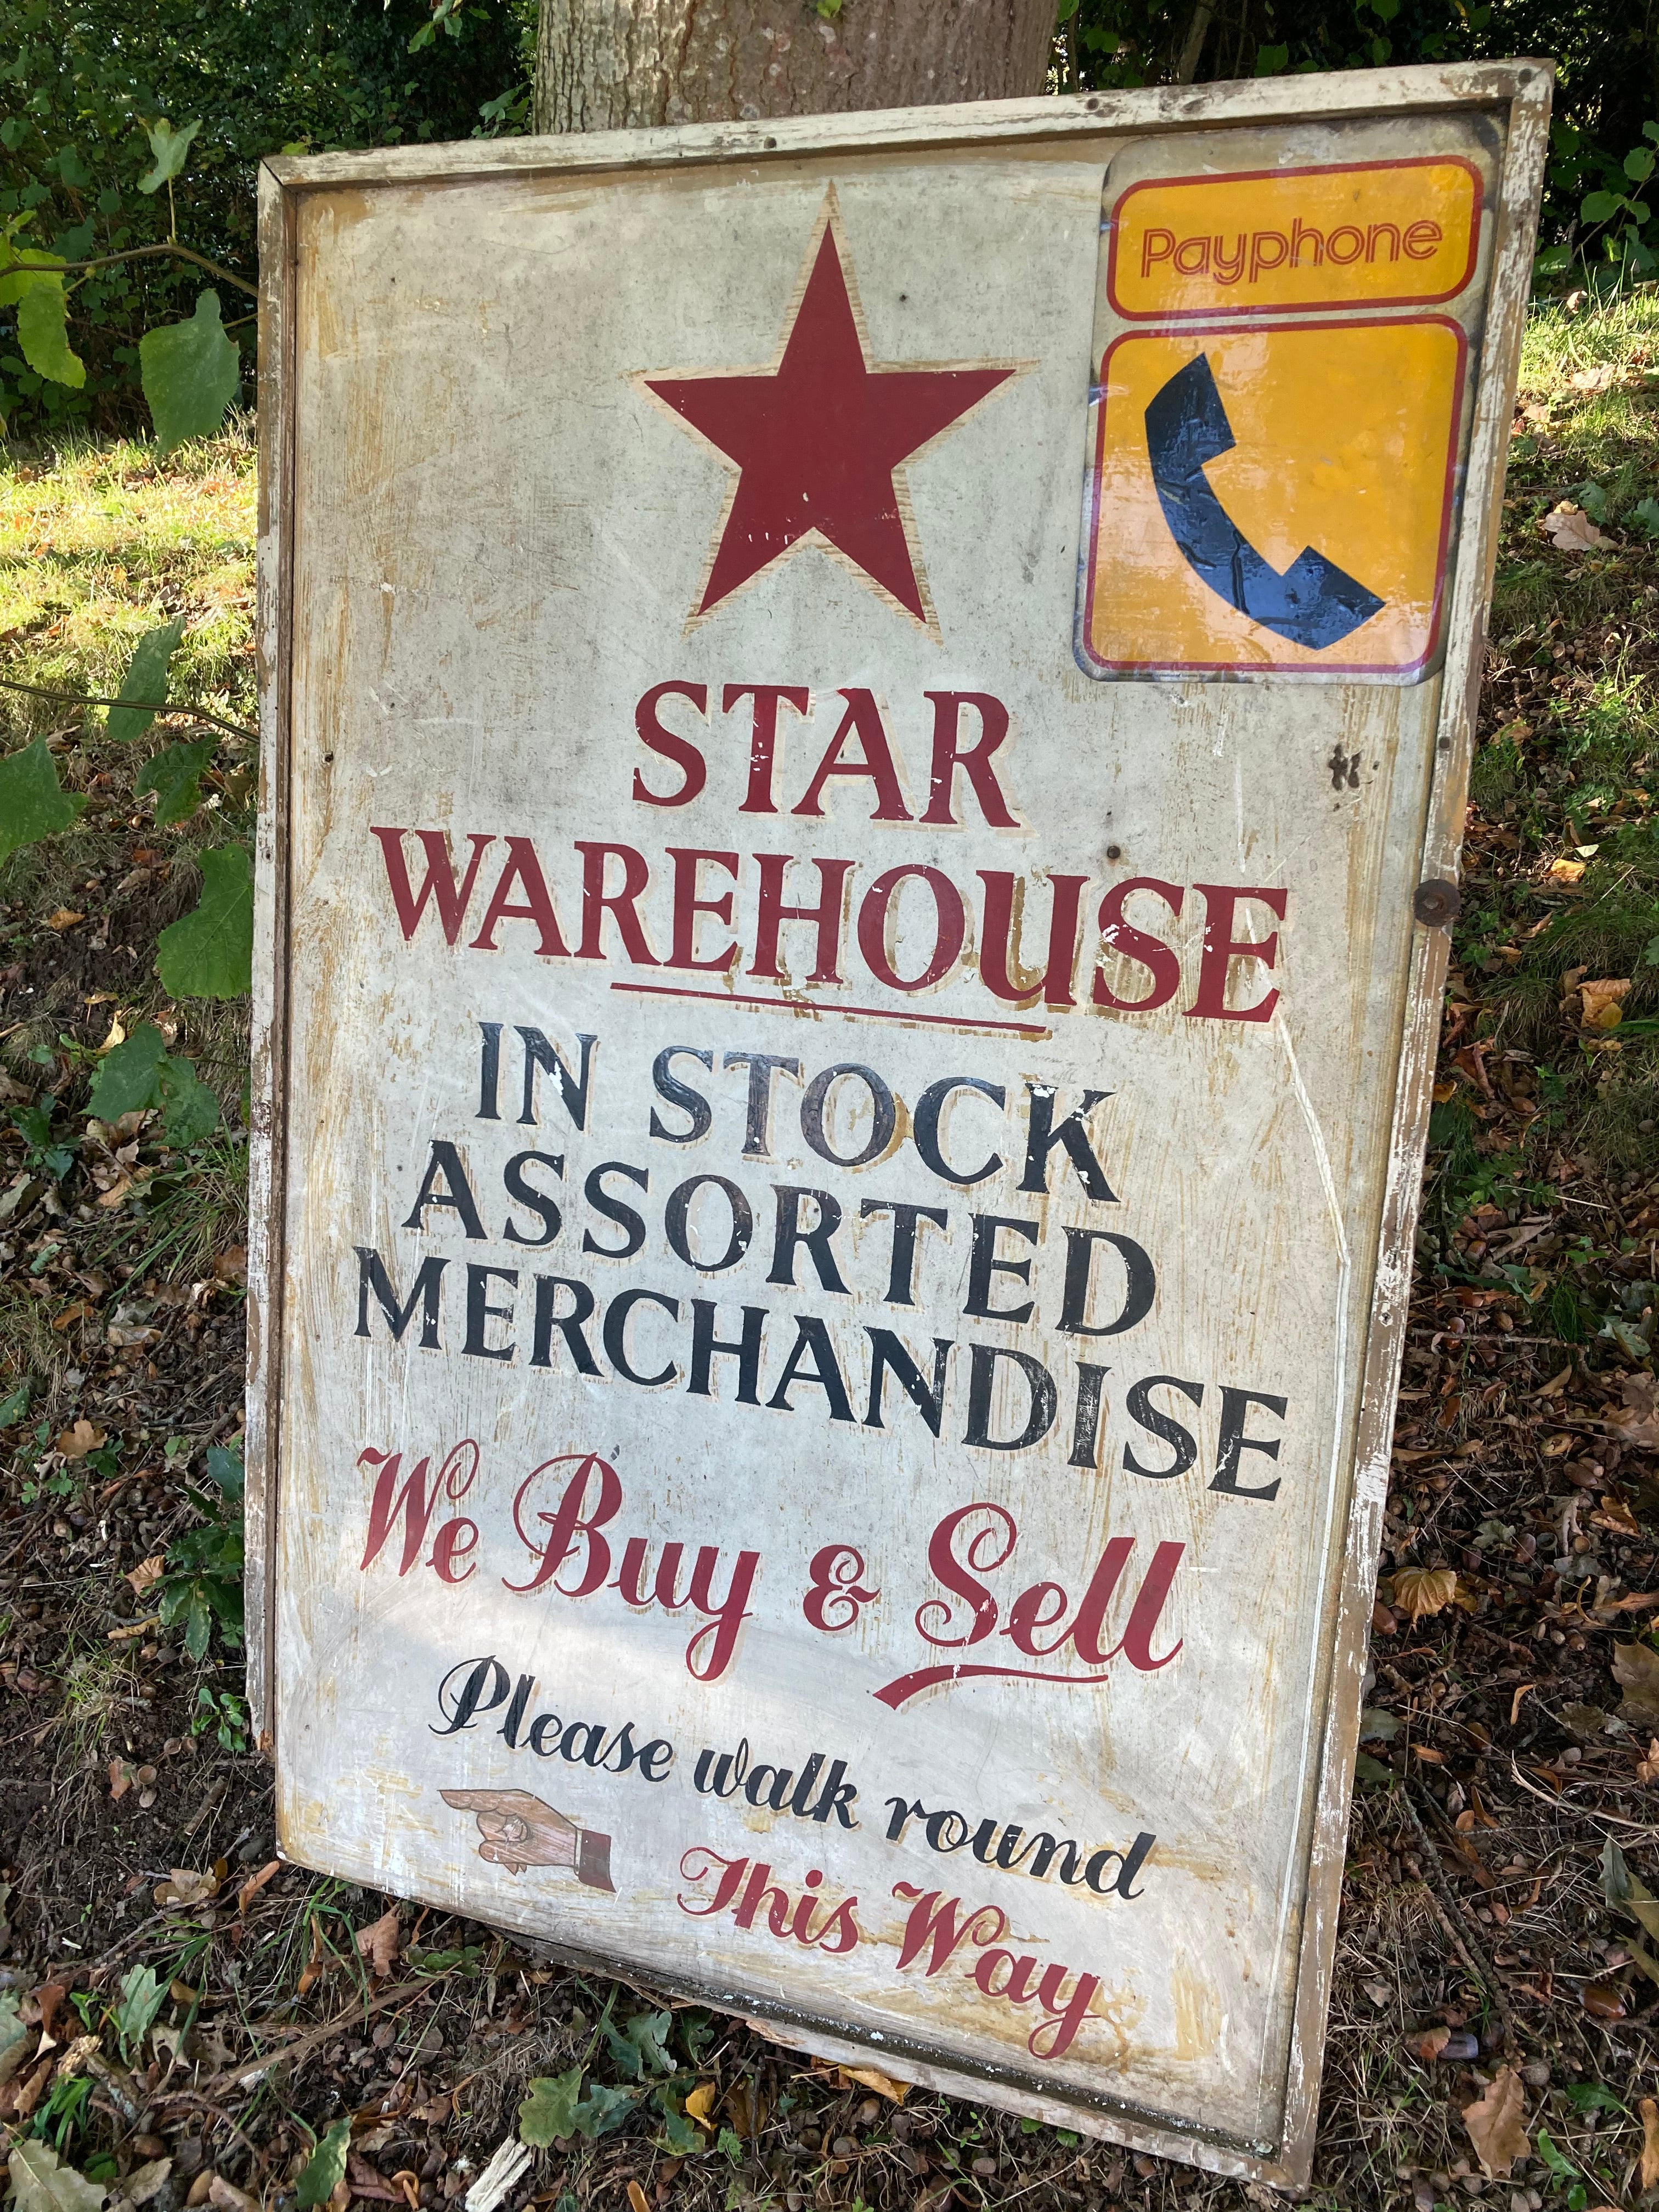 Payphone
STAR
WAREHOUSE
IN STOCK
ASSORTED
MERCHANDISE
We Buy & Sell
Please walk round
This Way